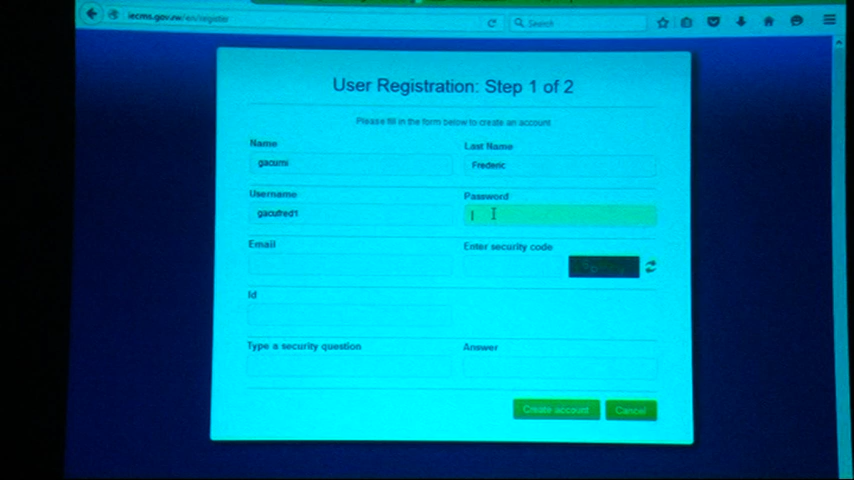 iecms.gov.rw/en/register
Search
User Registration: Step 1 of 2
Please fill in the form below to create an account
Name
Last Name
gacumi
Frederic
Username
Password
gacufred1
Email
Enter security code
Id
Type a security question
Answer
Create account
Cancel